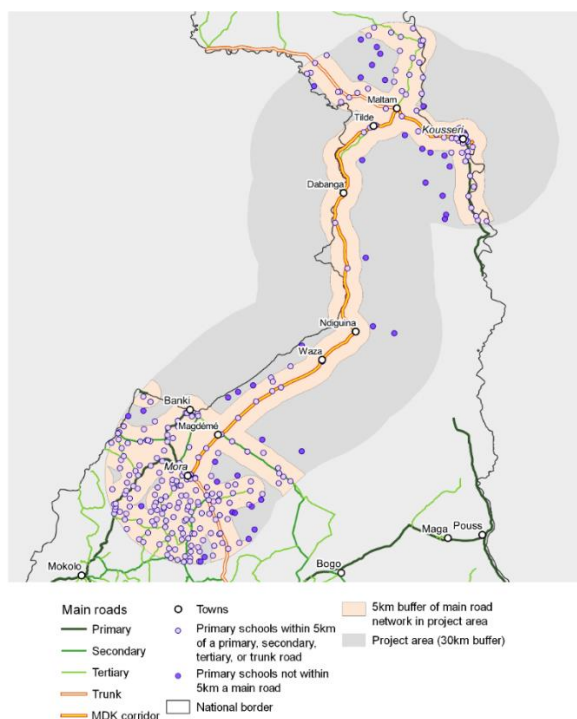 Maltam
Tilde
Kousseri
Dabanga
Ndiguina
Waza
Banki
Magdémé
Mora
Maga
Pouss
Mokolo
Bogo
Main roads
Primary
Secondary
Tertiary
Trunk
MDK corridor
Towns
Primary schools within 5km
of a primary, secondary,
tertiary, or trunk road
Primary schools not within
5km a main road
National border
5km buffer of main road
network in project area
Project area (30km buffer)